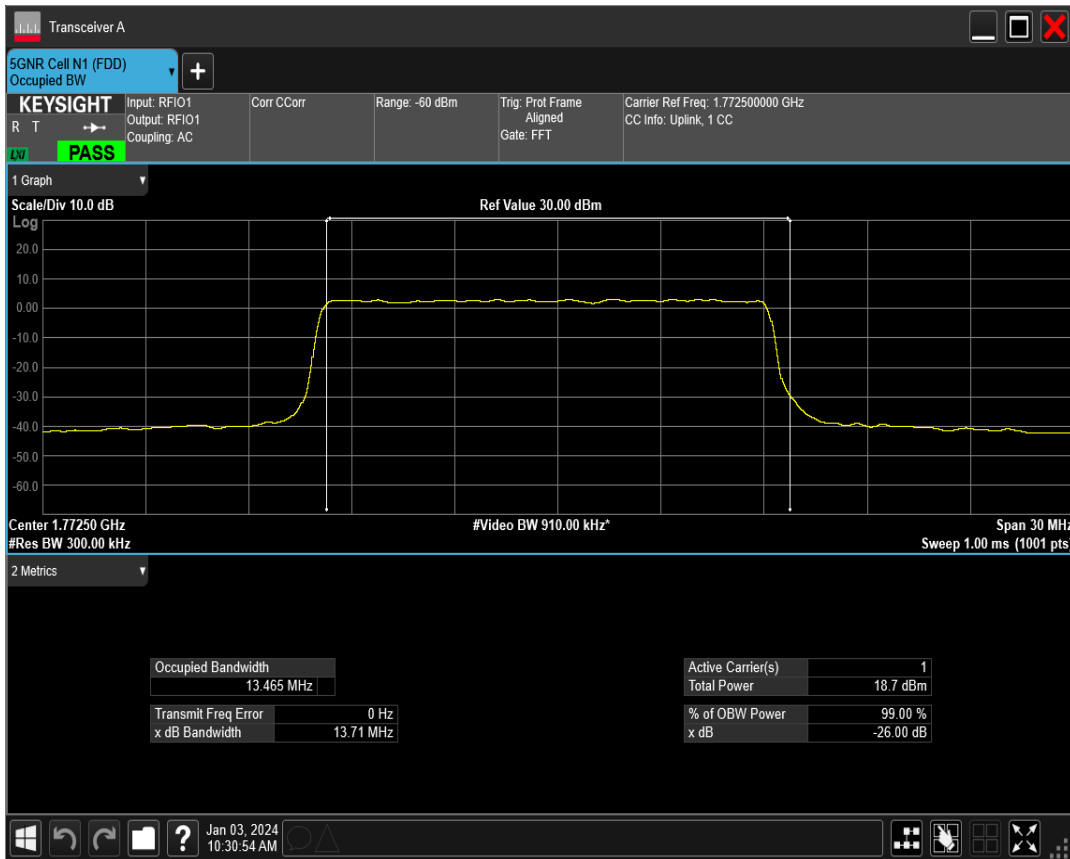 Transceiver A
5GNR Cell N1 (FDD)
Occupied BW
+
KEYSIGHT
R T
LXI
PASS
Input: RFIO1
Output: RFIO1
Coupling: AC
Corr CCorr
Range: -60 dBm
Trig: Prot Frame
Aligned
Gate: FFT
Carrier Ref Freq: 1.772500000 GHz
CC Info: Uplink, 1 CC
1 Graph
Scale/Div 10.0 dB
Ref Value 30.00 dBm
Log
20.0
10.0
0.00
-10.0
-20.0
-30.0
-40.0
-50.0
-60.0
Center 1.77250 GHz
#Video BW 910.00 kHz*
Span 30 MHz
#Res BW 300.00 kHz
Sweep 1.00 ms (1001 pts)
2 Metrics
Occupied Bandwidth
13.465 MHz
Transmit Freq Error 0 Hz
x dB Bandwidth 13.71 MHz
Active Carrier(s) 1
Total Power 18.7 dBm
% of OBW Power 99.00 %
x dB -26.00 dB
?
Jan 03, 2024
10:30:54 AM